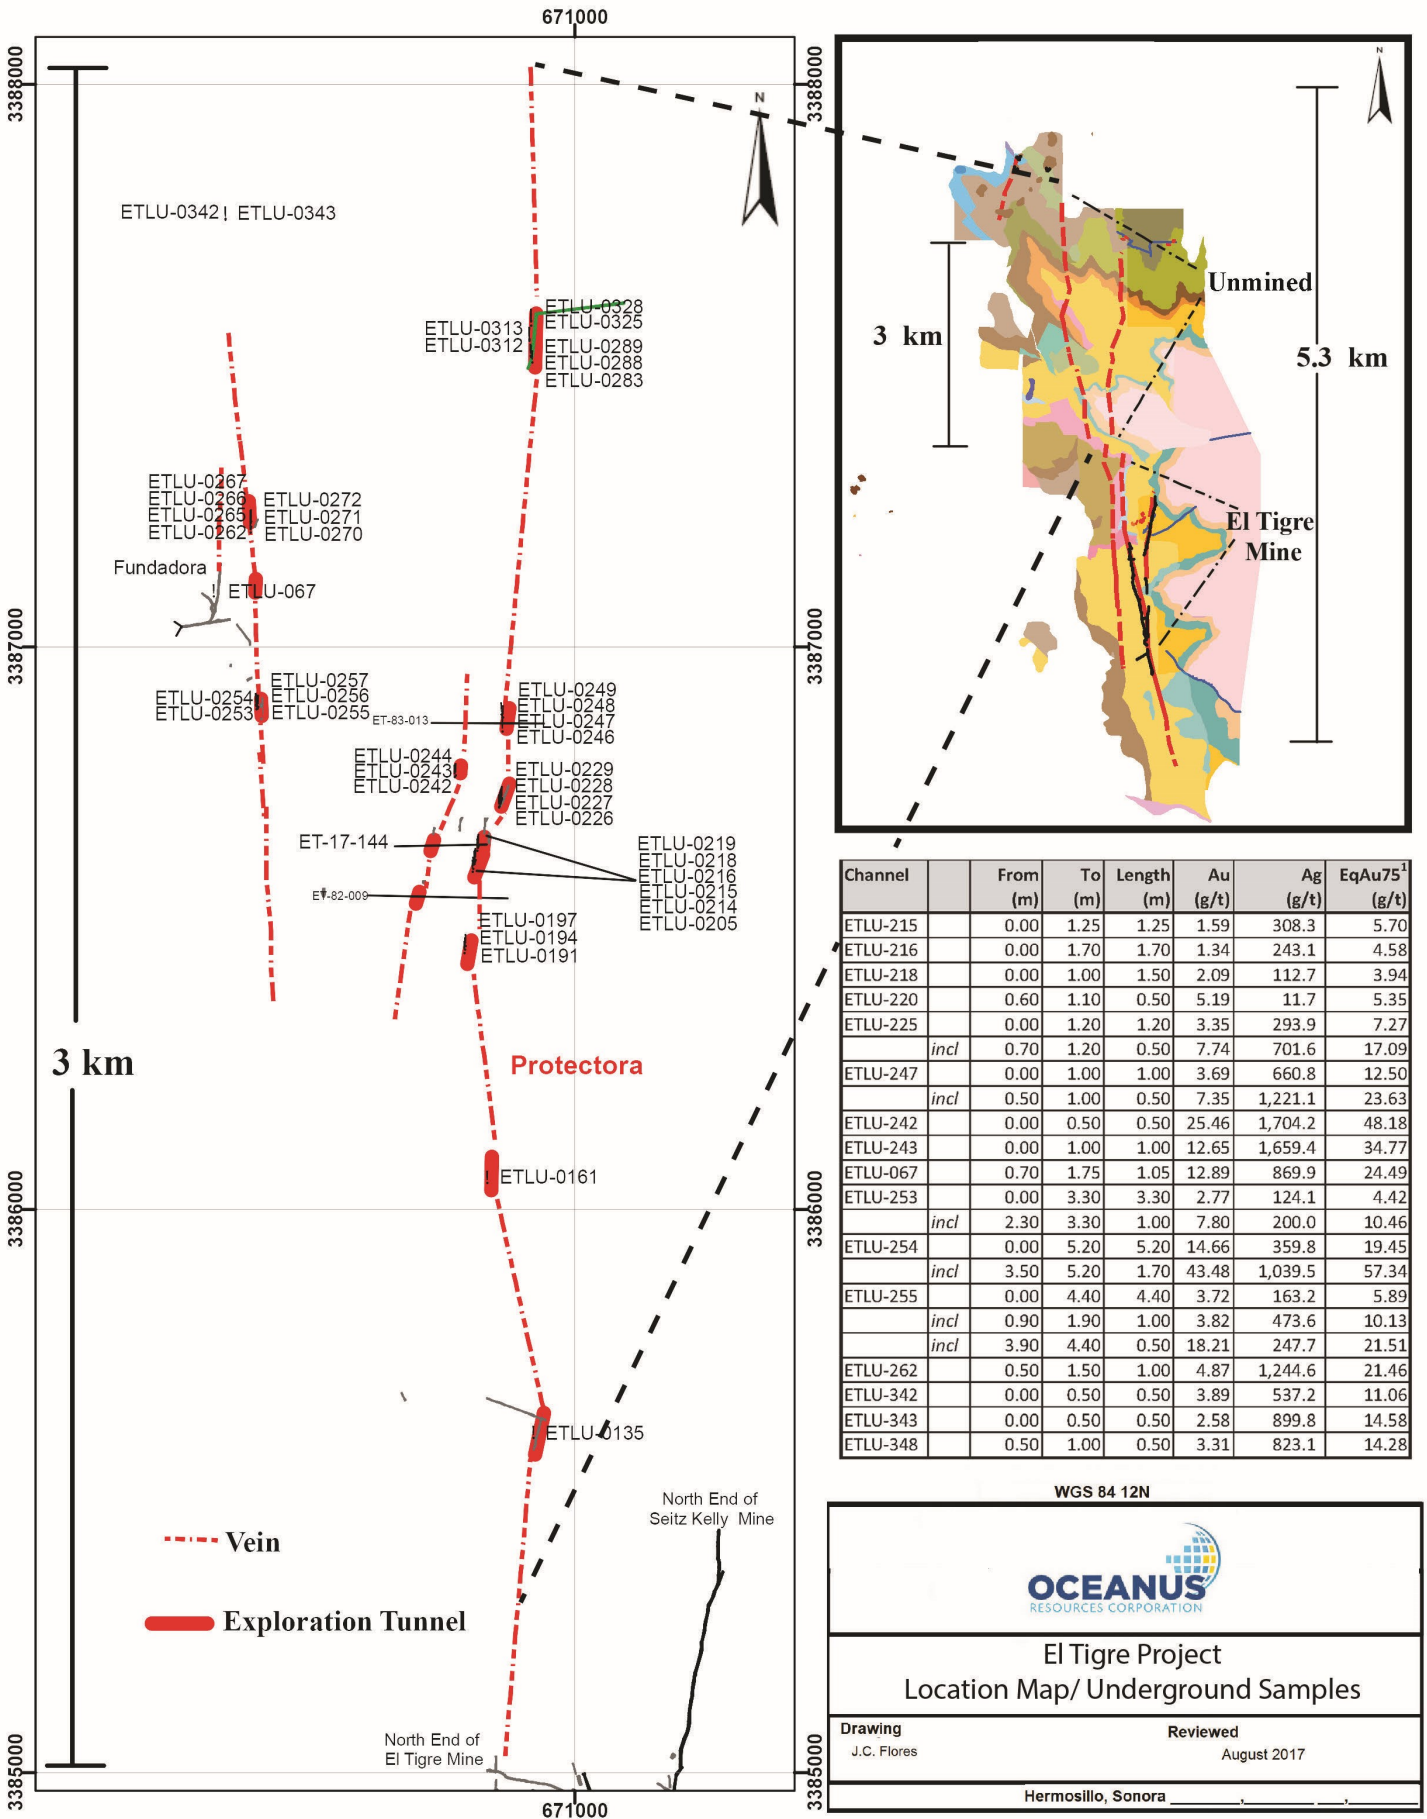 671000
3388000
3388000
N
N
ETLU-0342 ! ETLU-0343
Unmined
ETLU-0328
ETLU-0325
ETLU-0313
ETLU-0312
ETLU-0289
ETLU-0288
ETLU-0283
3 km
5.3 km
El Tigre
Mine
ETLU-0267
ETLU-0266
ETLU-0265
ETLU-0262
ETLU-0272
ETLU-0271
ETLU-0270
Fundadora
! ETLU-067
3387000
3387000
ETLU-0254
ETLU-0253
ETLU-0257
ETLU-0256
ETLU-0255
ET-83-013
ETLU-0249
ETLU-0248
ETLU-0247
ETLU-0246
ETLU-0244
ETLU-0243
ETLU-0242
ETLU-0229
ETLU-0228
ETLU-0227
ETLU-0226
ET-17-144
ETLU-0219
ETLU-0218
ETLU-0216
ETLU-0215
ETLU-0214
ETLU-0205
ET-82-009
ETLU-0197
ETLU-0194
ETLU-0191
3 km
Protectora
! ETLU-0161
3386000
3386000
ETLU-0135
North End of
Seitz Kelly Mine
Vein
Exploration Tunnel
North End of
El Tigre Mine
3385000
3385000
671000
Channel From To Length Au Ag EqAu75¹
(m) (m) (m) (g/t) (g/t) (g/t)
ETLU-215 0.00 1.25 1.25 1.59 308.3 5.70
ETLU-216 0.00 1.70 1.70 1.34 243.1 4.58
ETLU-218 0.00 1.00 1.50 2.09 112.7 3.94
ETLU-220 0.60 1.10 0.50 5.19 11.7 5.35
ETLU-225 0.00 1.20 1.20 3.35 293.9 7.27
incl 0.70 1.20 0.50 7.74 701.6 17.09
ETLU-247 0.00 1.00 1.00 3.69 660.8 12.50
incl 0.50 1.00 0.50 7.35 1,221.1 23.63
ETLU-242 0.00 0.50 0.50 25.46 1,704.2 48.18
ETLU-243 0.00 1.00 1.00 12.65 1,659.4 34.77
ETLU-067 0.70 1.75 1.05 12.89 869.9 24.49
ETLU-253 0.00 3.30 3.30 2.77 124.1 4.42
incl 2.30 3.30 1.00 7.80 200.0 10.46
ETLU-254 0.00 5.20 5.20 14.66 359.8 19.45
incl 3.50 5.20 1.70 43.48 1,039.5 57.34
ETLU-255 0.00 4.40 4.40 3.72 163.2 5.89
incl 0.90 1.90 1.00 3.82 473.6 10.13
incl 3.90 4.40 0.50 18.21 247.7 21.51
ETLU-262 0.50 1.50 1.00 4.87 1,244.6 21.46
ETLU-342 0.00 0.50 0.50 3.89 537.2 11.06
ETLU-343 0.00 0.50 0.50 2.58 899.8 14.58
ETLU-348 0.50 1.00 0.50 3.31 823.1 14.28
WGS 84 12N
OCEANUS
RESOURCES CORPORATION
El Tigre Project
Location Map/ Underground Samples
Drawing Reviewed
J.C. Flores August 2017
Hermosillo, Sonora